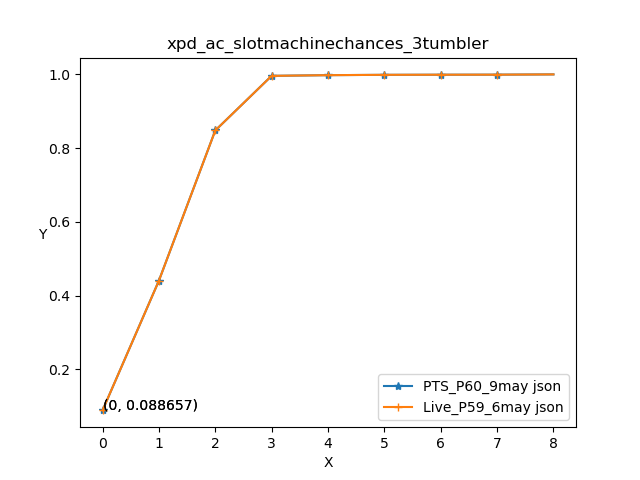 xpd_ac_slotmachinechances_3tumbler
1.0
0.8
0.6
Y
0.4
0.2
(0, 0.088657)
PTS_P60_9may json
Live_P59_6may json
0 1 2 3 4 5 6 7 8
X